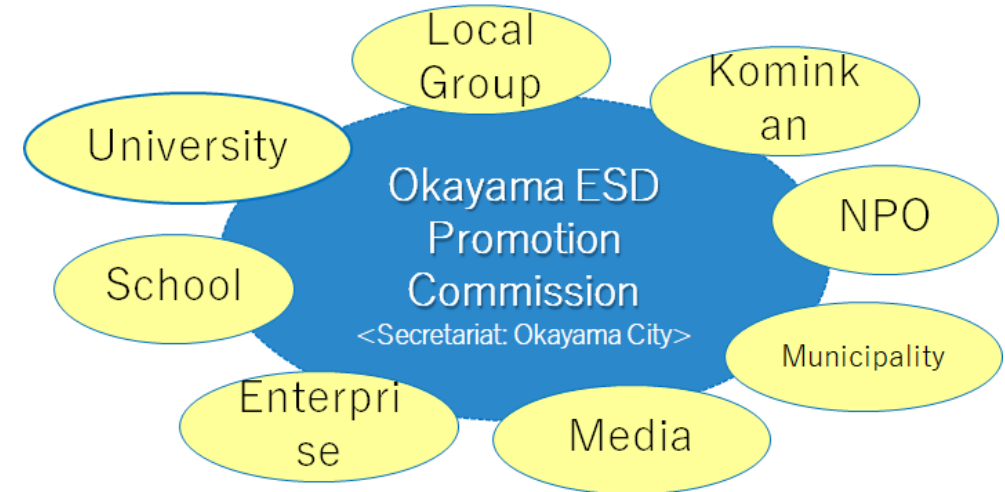 Local
Group
Komink
an
University
NPO
Okayama ESD
Promotion
Commission
<Secretariat: Okayama City>
School
Municipality
Enterpri
se
Media